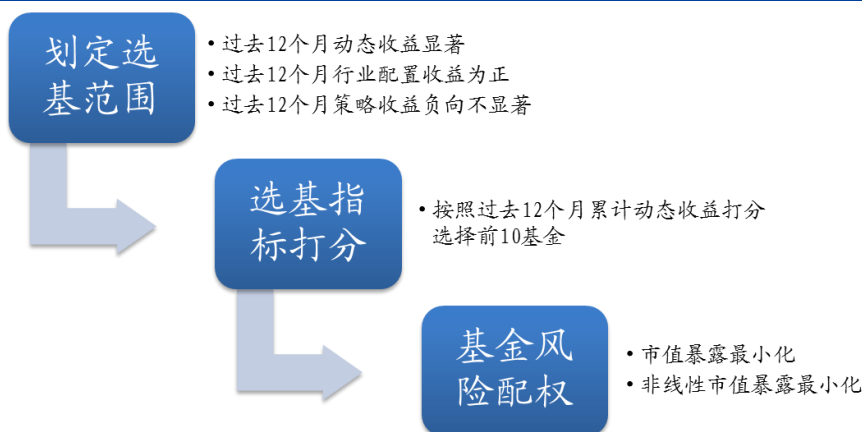 划定选
基范围
•过去12个月动态收益显著
•过去12个月行业配置收益为正
•过去12个月策略收益负向不显著
选基指
标打分
•按照过去12个月累计动态收益打分
选择前10基金
基金风
险配权
•市值暴露最小化
•非线性市值暴露最小化